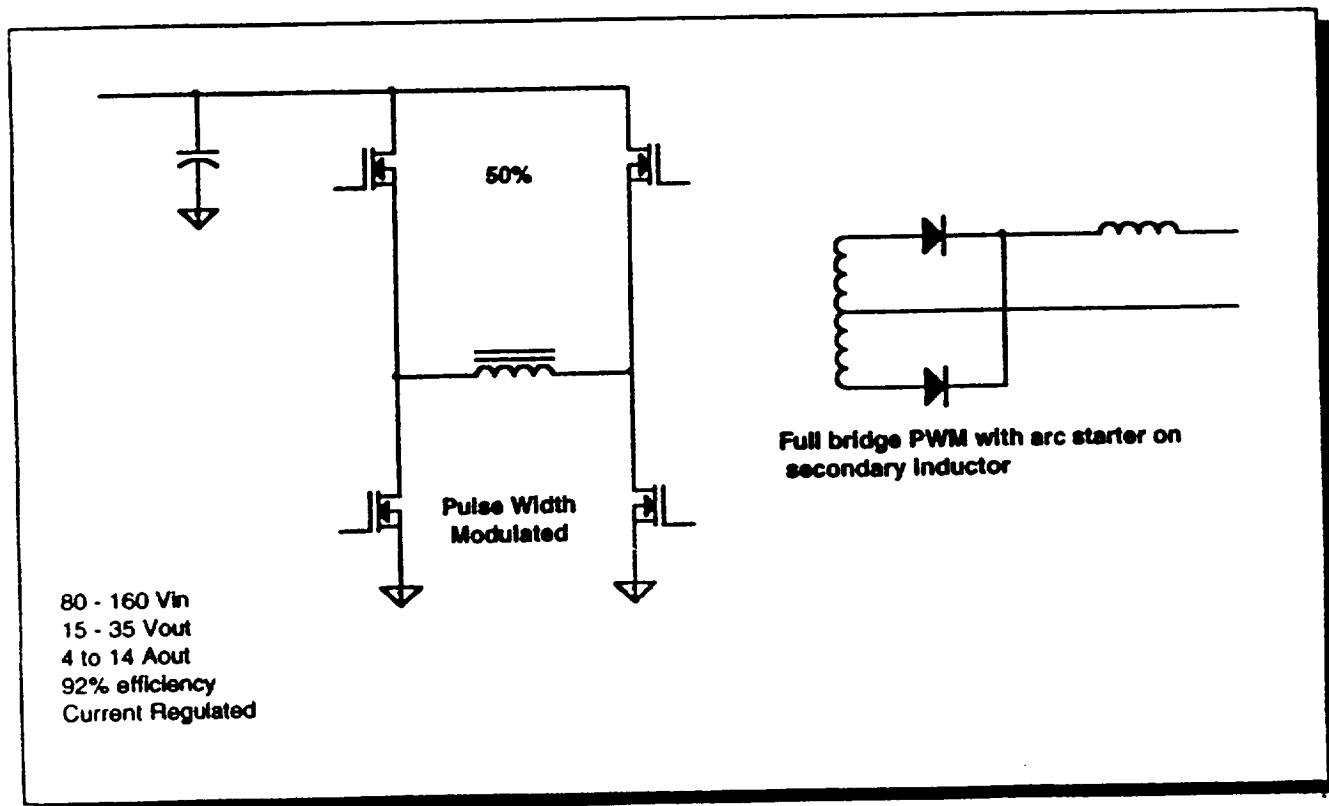 50%
Full bridge PWM with arc starter on
secondary inductor
Pulse Width
Modulated
80 - 160 Vin
15 - 35 Vout
4 to 14 Aout
92% efficiency
Current Regulated